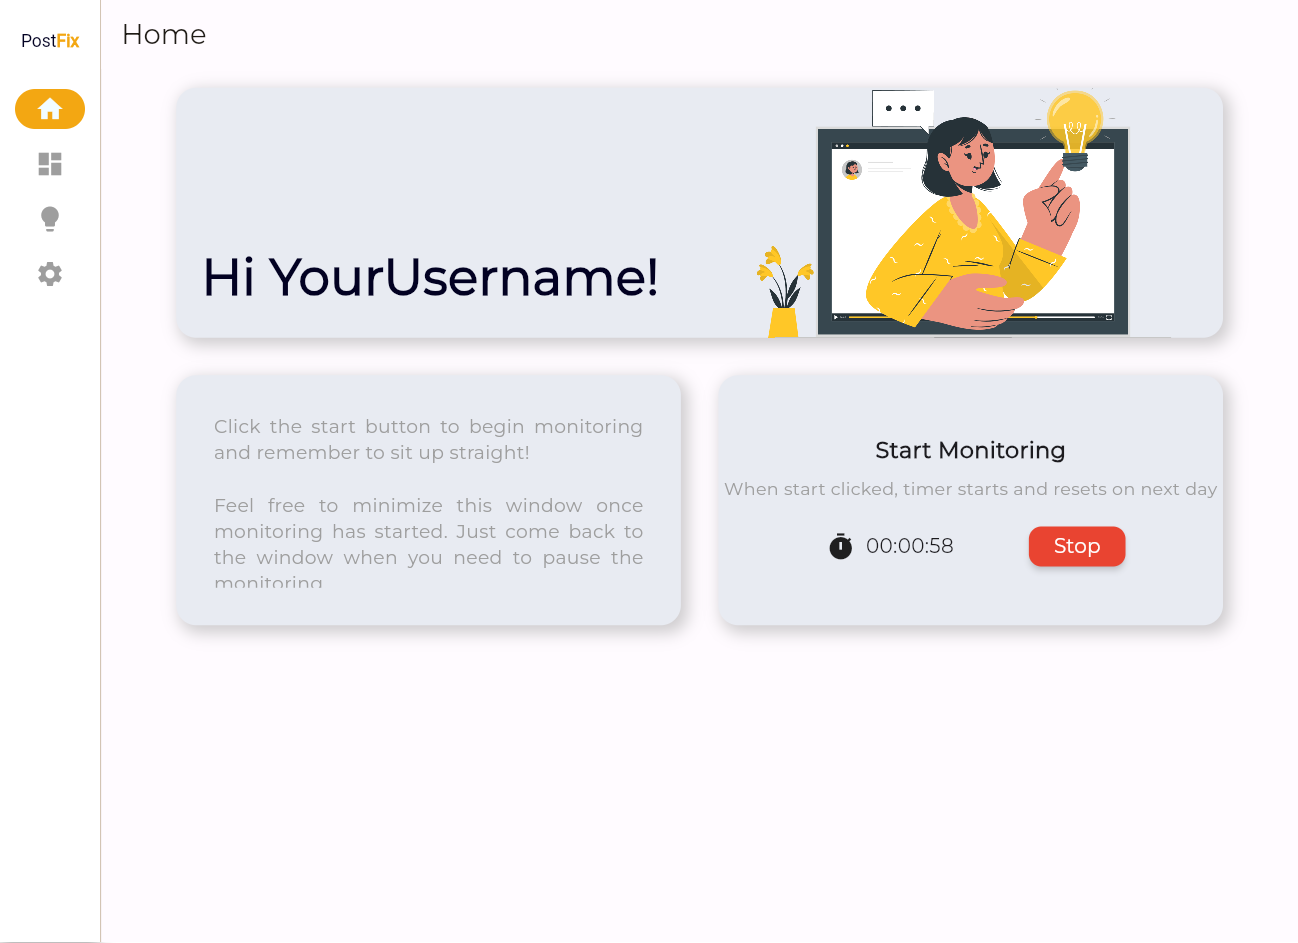 PostFix
Home
Hi YourUsername!
Click the start button to begin monitoring
and remember to sit up straight!
Feel free to minimize this window once
monitoring has started. Just come back to
the window when you need to pause the
monitoring
Start Monitoring
When start clicked, timer starts and resets on next day
00:00:58
Stop